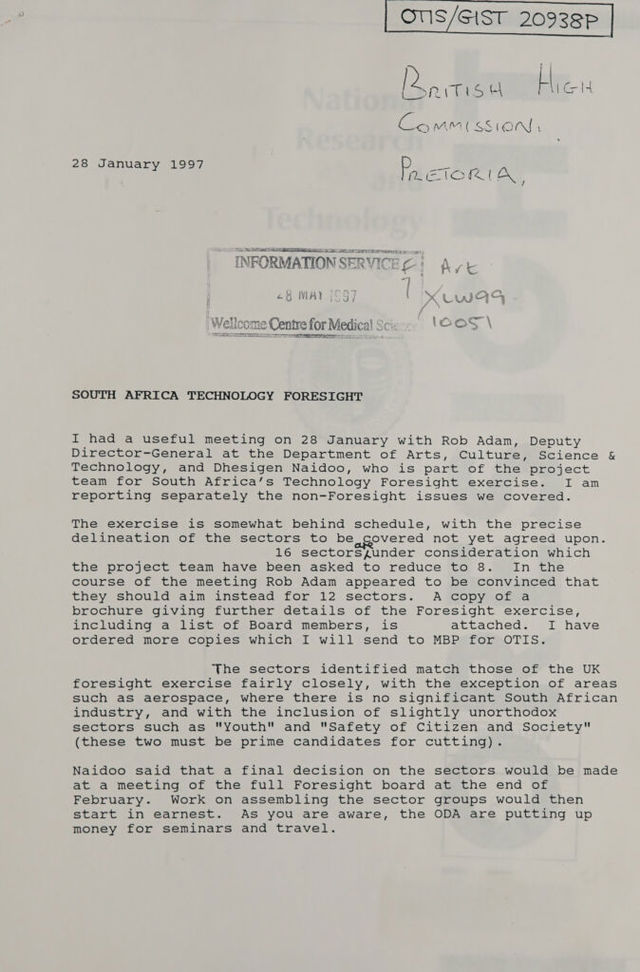 OTIS/GIST 20938P
BRITISH HIGH
COMMISSION.
PRETORIA,
28 January 1997
National
Research
and
Technology
INFORMATION SERVICE
28 MAY 1997
Wellcome Centre for Medical Science
Art
XLW99
10051
SOUTH AFRICA TECHNOLOGY FORESIGHT
I had a useful meeting on 28 January with Rob Adam, Deputy
Director-General at the Department of Arts, Culture, Science &
Technology, and Dhesigen Naidoo, who is part of the project
team for South Africa's Technology Foresight exercise. I am
reporting separately the non-Foresight issues we covered.
The exercise is somewhat behind schedule, with the precise
delineation of the sectors to be covered not yet agreed upon.
16 sectors are under consideration which
the project team have been asked to reduce to 8. In the
course of the meeting Rob Adam appeared to be convinced that
they should aim instead for 12 sectors. A copy of a
brochure giving further details of the Foresight exercise,
including a list of Board members, is attached. I have
ordered more copies which I will send to MBP for OTIS.
The sectors identified match those of the UK
foresight exercise fairly closely, with the exception of areas
such as aerospace, where there is no significant South African
industry, and with the inclusion of slightly unorthodox
sectors such as "Youth" and "Safety of Citizen and Society"
(these two must be prime candidates for cutting).
Naidoo said that a final decision on the sectors would be made
at a meeting of the full Foresight board at the end of
February. Work on assembling the sector groups would then
start in earnest. As you are aware, the ODA are putting up
money for seminars and travel.